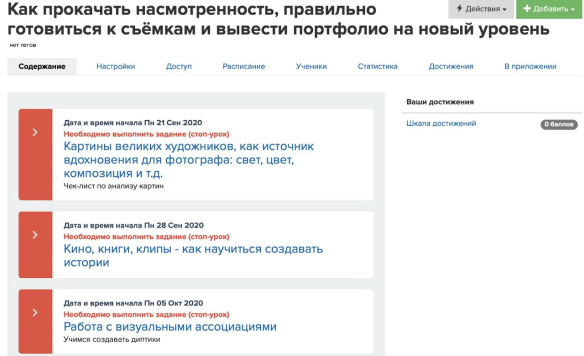 Как прокачать насмотренность, правильно
готовиться к съёмкам и вывести портфолио на новый уровень
Действия
Добавить
нет тегов
Содержание Настройки Доступ Расписание Ученики Статистика Достижения В приложении
Ваши достижения
Шкала достижений 0 баллов
Дата и время начала Пн 21 Сен 2020
Необходимо выполнить задание (стоп-урок)
Картины великих художников, как источник
вдохновения для фотографа: свет, цвет,
композиция и т.д.
Чек-лист по анализу картин
Дата и время начала Пн 28 Сен 2020
Необходимо выполнить задание (стоп-урок)
Кино, книги, клипы - как научиться создавать
истории
Дата и время начала Пн 05 Окт 2020
Необходимо выполнить задание (стоп-урок)
Работа с визуальными ассоциациями
Учимся создавать диптихи